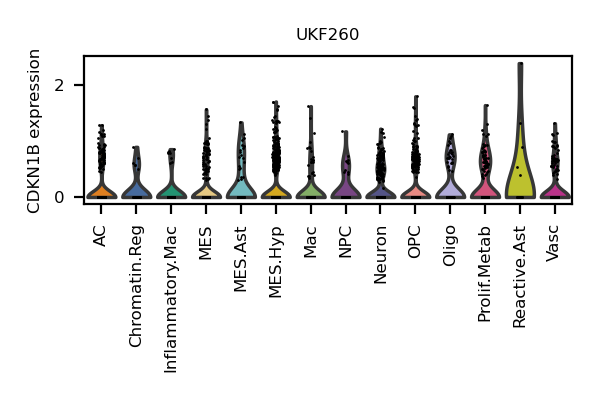 UKF260
CDKN1B expression
2
0
AC
Chromatin.Reg
Inflammatory.Mac
MES
MES.Ast
MES.Hyp
Mac
NPC
Neuron
OPC
Oligo
Prolif.Metab
Reactive.Ast
Vasc